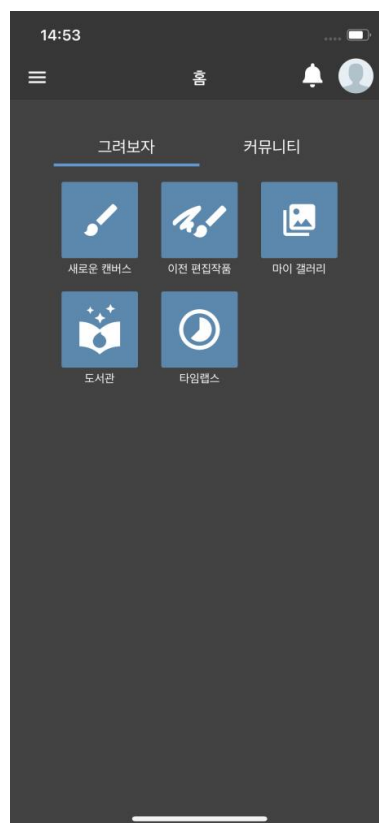 14:53
홈
그려보자 커뮤니티
새로운 캔버스 이전 편집작품 마이 갤러리
도서관 타임랩스